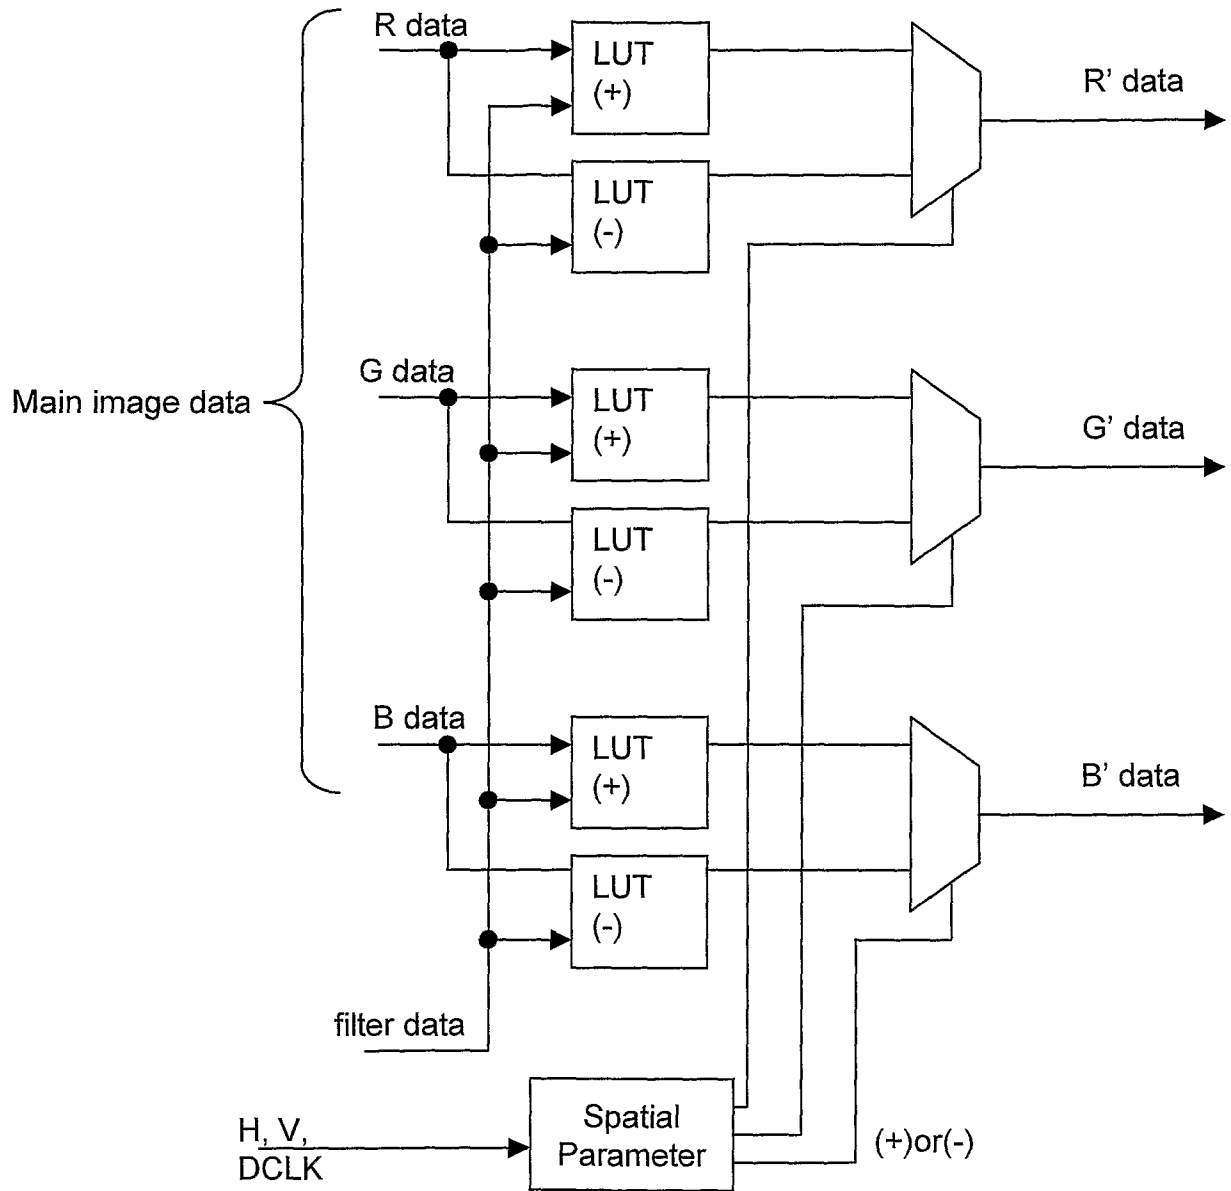 R data
LUT
(+)
R’ data
LUT
(-)
G data
LUT
(+)
Main image data
G’ data
LUT
(-)
B data
LUT
(+)
B’ data
LUT
(-)
filter data
H, V,
DCLK
Spatial
Parameter
(+)or(-)